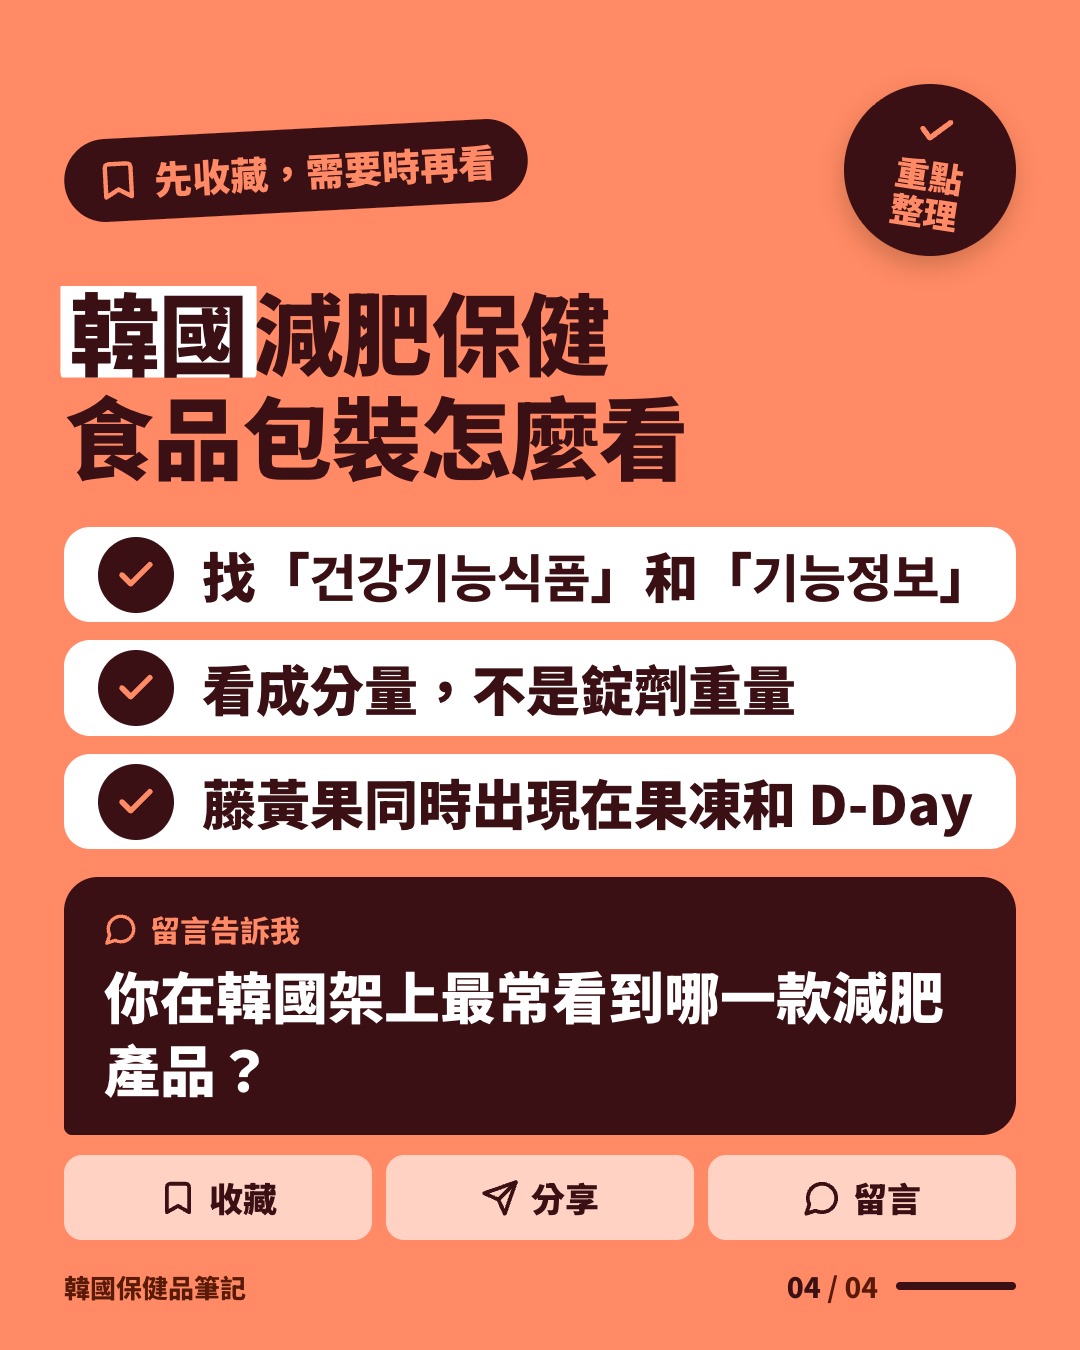 先收藏，需要時再看
重點
整理
韓國減肥保健
食品包裝怎麼看
找「건강기능식품」和「기능정보」
看成分量，不是錠劑重量
藤黃果同時出現在果凍和 D-Day
留言告訴我
你在韓國架上最常看到哪一款減肥
產品？
收藏
分享
留言
韓國保健品筆記
04 / 04